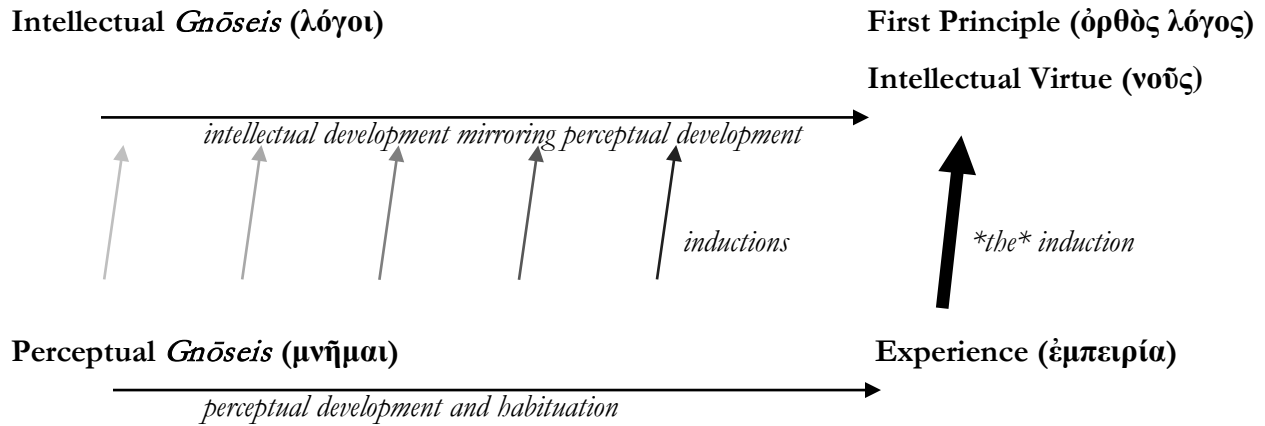 Intellectual Gnōseis (λόγοι)
First Principle (ὀρθὸς λόγος)
Intellectual Virtue (νοῦς)
intellectual development mirroring perceptual development
inductions
*the* induction
Perceptual Gnōseis (μνῆμαι)
Experience (ἐμπειρία)
perceptual development and habituation